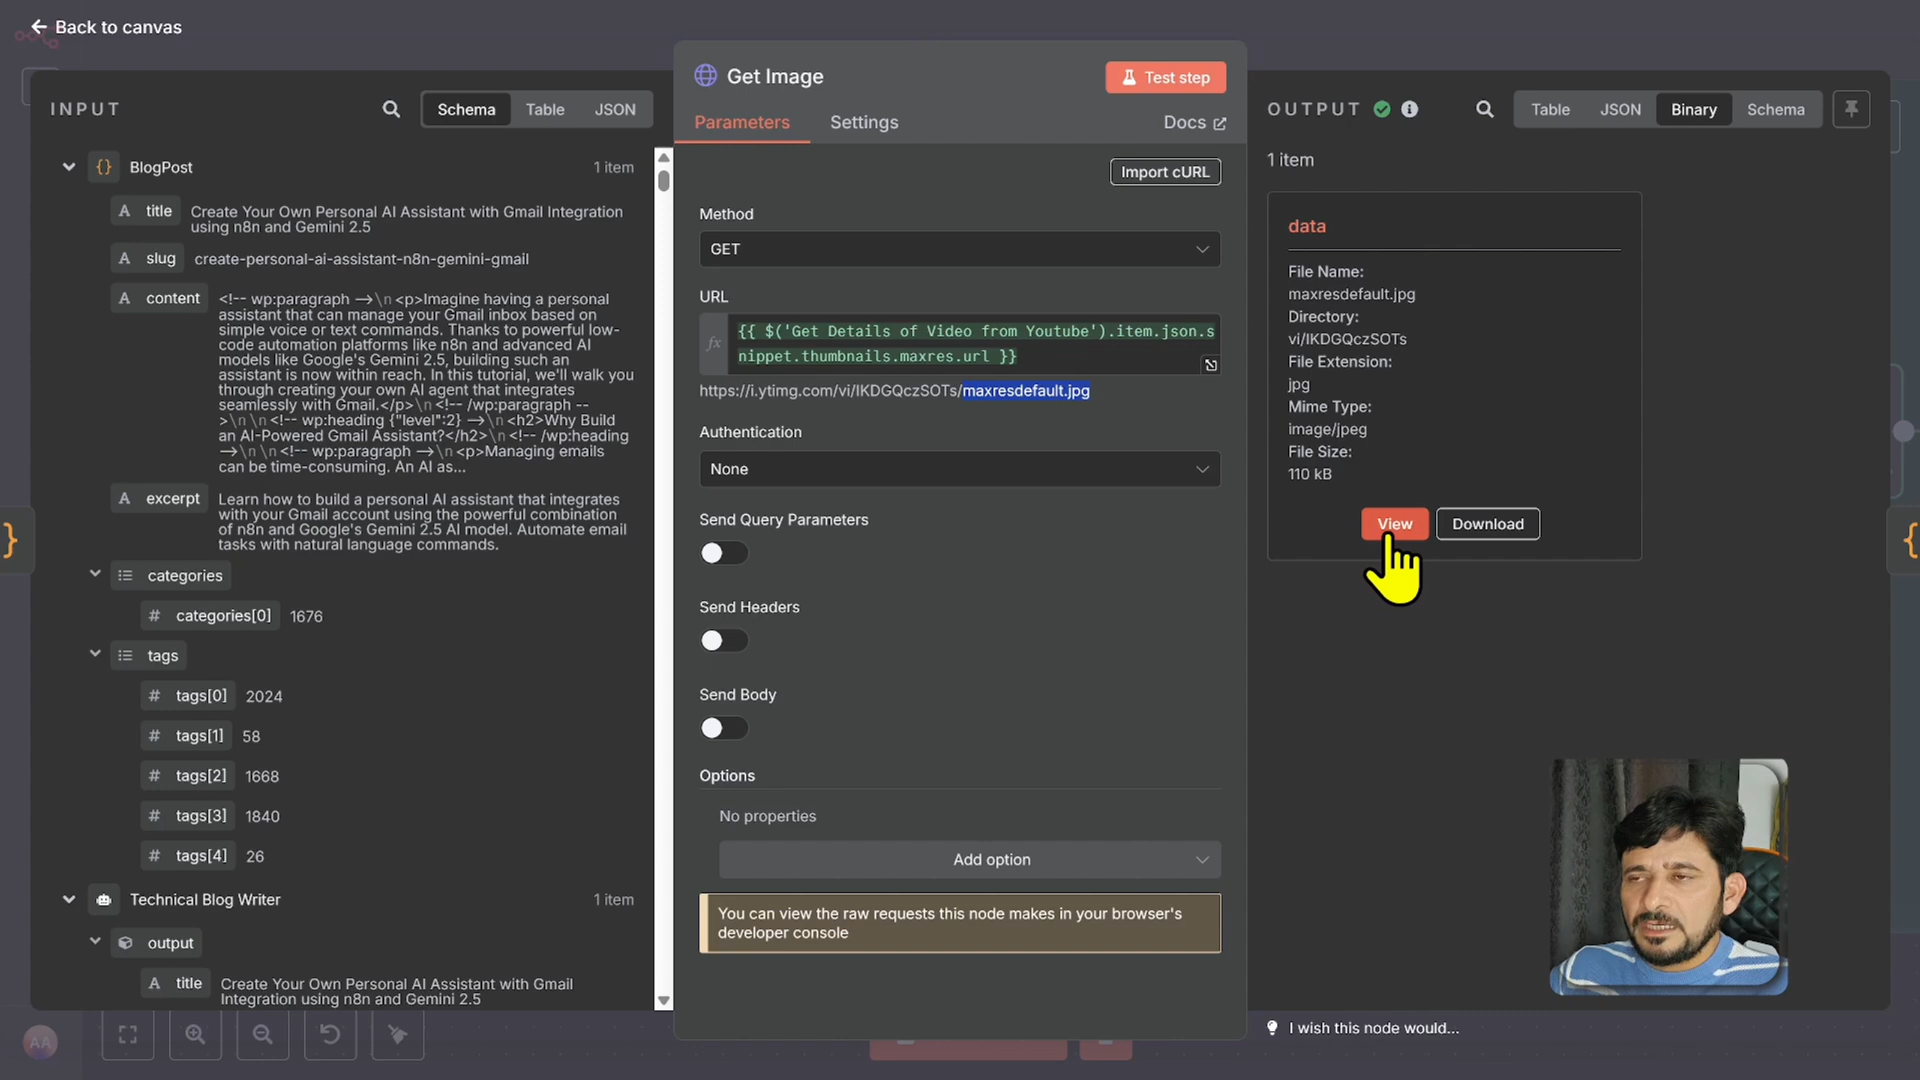 Back to canvas
INPUT
Schema
Table
JSON
BlogPost
1 item
A title Create Your Own Personal AI Assistant with Gmail Integration
using n8n and Gemini 2.5
A slug create-personal-ai-assistant-n8n-gemini-gmail
A content <!-- wp:paragraph -->\n <p>Imagine having a personal
assistant that can manage your Gmail inbox based on
simple voice or text commands. Thanks to powerful low-
code automation platforms like n8n and advanced AI
models like Google's Gemini 2.5, building such an
assistant is now within reach. In this tutorial, we'll walk you
through creating your own AI agent that integrates
seamlessly with Gmail.</p>\n <!-- /wp:paragraph --
>\n \n <!-- wp:heading {"level":2} -->\n <h2>Why Build
an AI-Powered Gmail Assistant?</h2>\n <!-- /wp:heading
-->\n \n <!-- wp:paragraph -->\n <p>Managing emails
can be time-consuming. An AI as...
A excerpt Learn how to build a personal AI assistant that integrates
with your Gmail account using the powerful combination
of n8n and Google's Gemini 2.5 AI model. Automate email
tasks with natural language commands.
categories
# categories[0] 1676
tags
# tags[0] 2024
# tags[1] 58
# tags[2] 1668
# tags[3] 1840
# tags[4] 26
Technical Blog Writer
1 item
output
A title Create Your Own Personal AI Assistant with Gmail
Integration using n8n and Gemini 2.5
AA
Get Image
Test step
Parameters
Settings
Docs
Import cURL
Method
GET
URL
fx
{{ $('Get Details of Video from Youtube').item.json.s
nippet.thumbnails.maxres.url }}
https://i.ytimg.com/vi/IKDGQczSOTs/maxresdefault.jpg
Authentication
None
Send Query Parameters
Send Headers
Send Body
Options
No properties
Add option
You can view the raw requests this node makes in your browser's
developer console
OUTPUT
Table
JSON
Binary
Schema
1 item
data
File Name:
maxresdefault.jpg
Directory:
vi/IKDGQczSOTs
File Extension:
jpg
Mime Type:
image/jpeg
File Size:
110 kB
View
Download
I wish this node would...